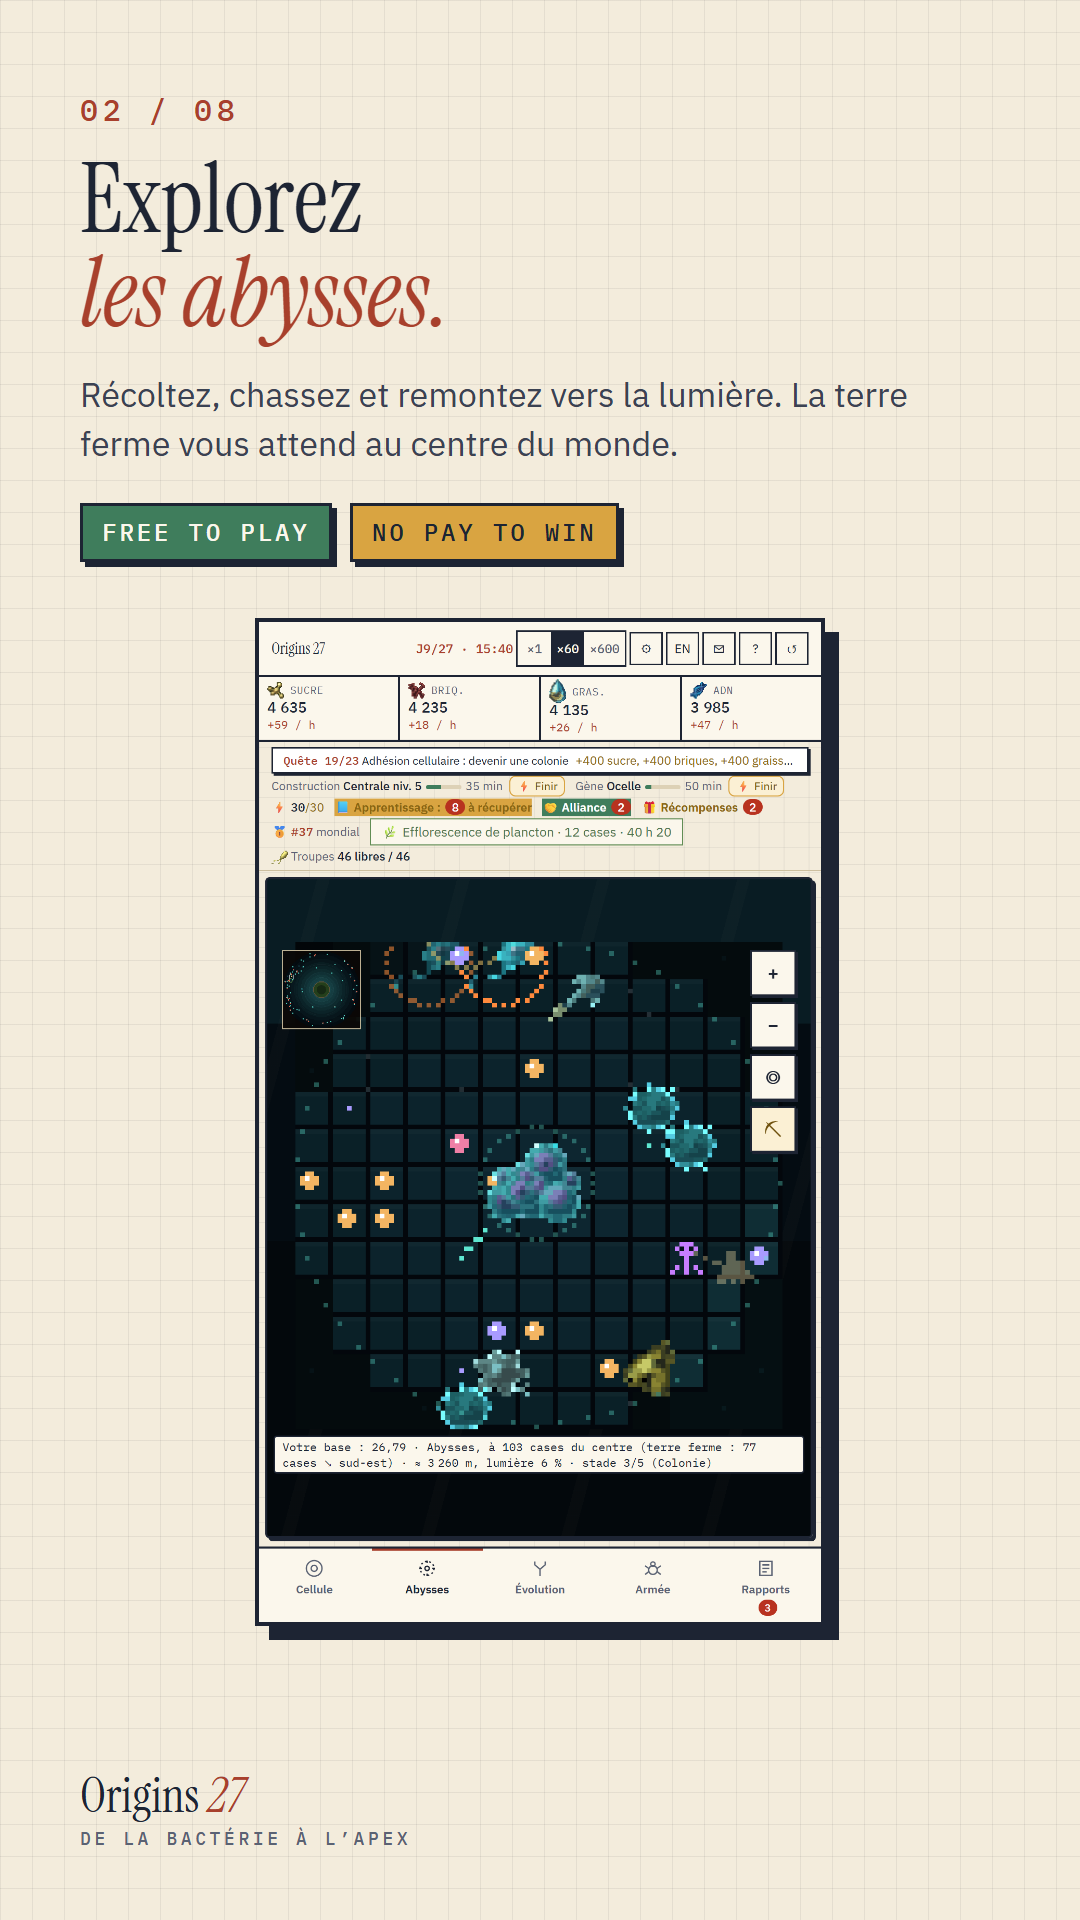 02 / 08
Explorez
les abysses.
Récoltez, chassez et remontez vers la lumière. La terre
ferme vous attend au centre du monde.
FREE TO PLAY
NO PAY TO WIN
Origins 27
J9/27 · 15:40
×1
×60
×600
EN
?
SUCRE
4 635
+59 / h
BRIQ.
4 235
+18 / h
GRAS.
4 135
+26 / h
ADN
3 985
+47 / h
Quête 19/23 Adhésion cellulaire : devenir une colonie +400 sucre, +400 briques, +400 graiss...
Construction Centrale niv. 5 35 min Finir Gène Ocelle 50 min Finir
30/30 Apprentissage : 8 à récupérer Alliance 2 Récompenses 2
#37 mondial Efflorescence de plancton · 12 cases · 40 h 20
Troupes 46 libres / 46
+
−
Votre base : 26,79 · Abysses, à 103 cases du centre (terre ferme : 77
cases ↘ sud-est) · ≈ 3 260 m, lumière 6 % · stade 3/5 (Colonie)
Cellule
Abysses
Évolution
Armée
Rapports
3
Origins 27
DE LA BACTÉRIE À L’APEX